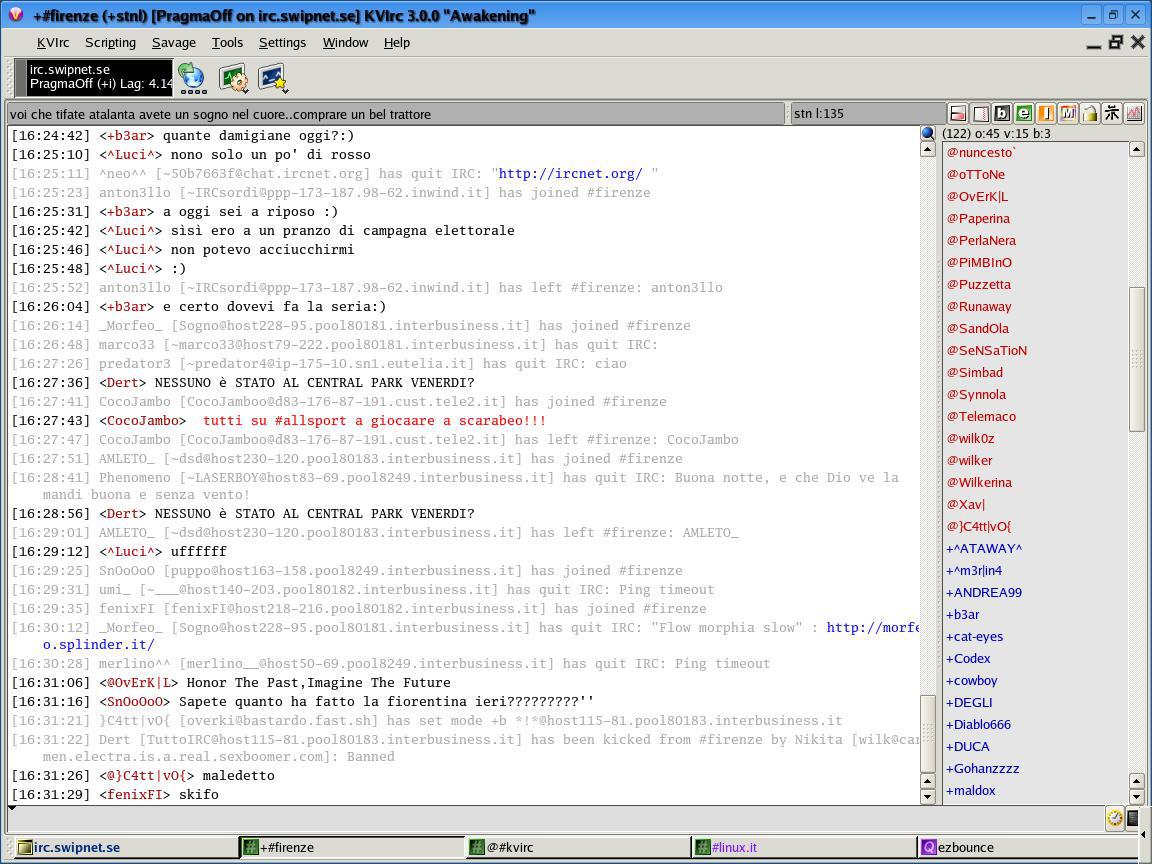 +#firenze (+stnl) [PragmaOff on irc.swipnet.se] KVIrc 3.0.0 "Awakening"
KVIrc Scripting Savage Tools Settings Window Help
irc.swipnet.se
PragmaOff (+i) Lag: 4.14
voi che tifate atalanta avete un sogno nel cuore..comprare un bel trattore
stn l:135
(122) o:45 v:15 b:3
[16:24:42] <+b3ar> quante damigiane oggi?:)
[16:25:10] <^Luci^> nono solo un po' di rosso
[16:25:11] ^neo^^ [~5Ob7663f@chat.ircnet.org] has quit IRC: "http://ircnet.org/ "
[16:25:23] anton3llo [~IRCsordi@ppp-173-187.98-62.inwind.it] has joined #firenze
[16:25:31] <+b3ar> a oggi sei a riposo :)
[16:25:42] <^Luci^> sìsì ero a un pranzo di campagna elettorale
[16:25:46] <^Luci^> non potevo acciucchirmi
[16:25:48] <^Luci^> :)
[16:25:52] anton3llo [~IRCsordi@ppp-173-187.98-62.inwind.it] has left #firenze: anton3llo
[16:26:04] <+b3ar> e certo dovevi fa la seria:)
[16:26:14] _Morfeo_ [Sogno@host228-95.pool80181.interbusiness.it] has joined #firenze
[16:26:48] marco33 [~marco33@host79-222.pool80181.interbusiness.it] has quit IRC:
[16:27:26] predator3 [~predator4@ip-175-10.sn1.eutelia.it] has quit IRC: ciao
[16:27:36] <Dert> NESSUNO è STATO AL CENTRAL PARK VENERDI?
[16:27:41] CocoJambo [CocoJamboo@d83-176-87-191.cust.tele2.it] has joined #firenze
[16:27:43] <CocoJambo> tutti su #allsport a giocaare a scarabeo!!!
[16:27:47] CocoJambo [CocoJamboo@d83-176-87-191.cust.tele2.it] has left #firenze: CocoJambo
[16:27:51] AMLETO_ [~dsd@host230-120.pool80183.interbusiness.it] has joined #firenze
[16:28:41] Phenomeno [~LASERBOY@host83-69.pool8249.interbusiness.it] has quit IRC: Buona notte, e che Dio ve la
mandi buona e senza vento!
[16:28:56] <Dert> NESSUNO è STATO AL CENTRAL PARK VENERDI?
[16:29:01] AMLETO_ [~dsd@host230-120.pool80183.interbusiness.it] has left #firenze: AMLETO_
[16:29:12] <^Luci^> uffffff
[16:29:25] SnOoOoO [puppo@host163-158.pool8249.interbusiness.it] has joined #firenze
[16:29:31] umi_ [~___@host140-203.pool80182.interbusiness.it] has quit IRC: Ping timeout
[16:29:35] fenixFI [fenixFI@host218-216.pool80182.interbusiness.it] has joined #firenze
[16:30:12] _Morfeo_ [Sogno@host228-95.pool80181.interbusiness.it] has quit IRC: "Flow morphia slow" : http://morfe
o.splinder.it/
[16:30:28] merlino^^ [merlino__@host50-69.pool8249.interbusiness.it] has quit IRC: Ping timeout
[16:31:06] <@OvErK|L> Honor The Past,Imagine The Future
[16:31:16] <SnOoOoO> Sapete quanto ha fatto la fiorentina ieri?????????''
[16:31:21] }C4tt|vO{ [overki@bastardo.fast.sh] has set mode +b *!*@host115-81.pool80183.interbusiness.it
[16:31:22] Dert [TuttoIRC@host115-81.pool80183.interbusiness.it] has been kicked from #firenze by Nikita [wilk@car
men.electra.is.a.real.sexboomer.com]: Banned
[16:31:26] <@}C4tt|vO{> maledetto
[16:31:29] <fenixFI> skifo
@nuncesto`
@oTToNe
@OvErK|L
@Paperina
@PerlaNera
@PiMBInO
@Puzzetta
@Runaway
@SandOla
@SeNSaTioN
@Simbad
@Synnola
@Telemaco
@wilk0z
@wilker
@Wilkerina
@Xav|
@}C4tt|vO{
+^ATAWAY^
+^m3r|in4
+ANDREA99
+b3ar
+cat-eyes
+Codex
+cowboy
+DEGLI
+Diablo666
+DUCA
+Gohanzzzz
+maldox
irc.swipnet.se
+#firenze
@#kvirc
#linux.it
ezbounce